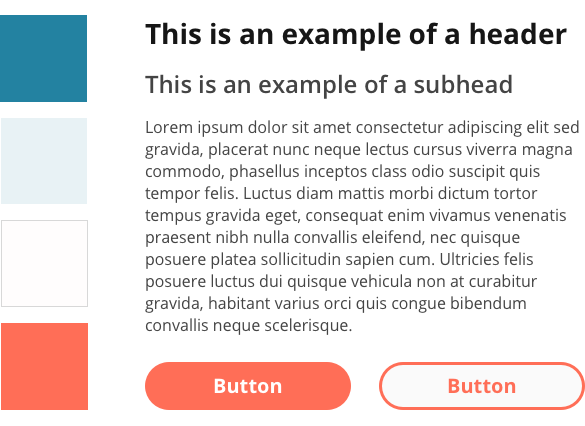 This is an example of a header
This is an example of a subhead
Lorem ipsum dolor sit amet consectetur adipiscing elit sed
gravida, placerat nunc neque lectus cursus viverra magna
commodo, phasellus inceptos class odio suscipit quis
tempor felis. Luctus diam mattis morbi dictum tortor
tempus gravida eget, consequat enim vivamus venenatis
praesent nibh nulla convallis eleifend, nec quisque
posuere platea sollicitudin sapien cum. Ultricies felis
posuere luctus dui quisque vehicula non at curabitur
gravida, habitant varius orci quis congue bibendum
convallis neque scelerisque.
Button
Button